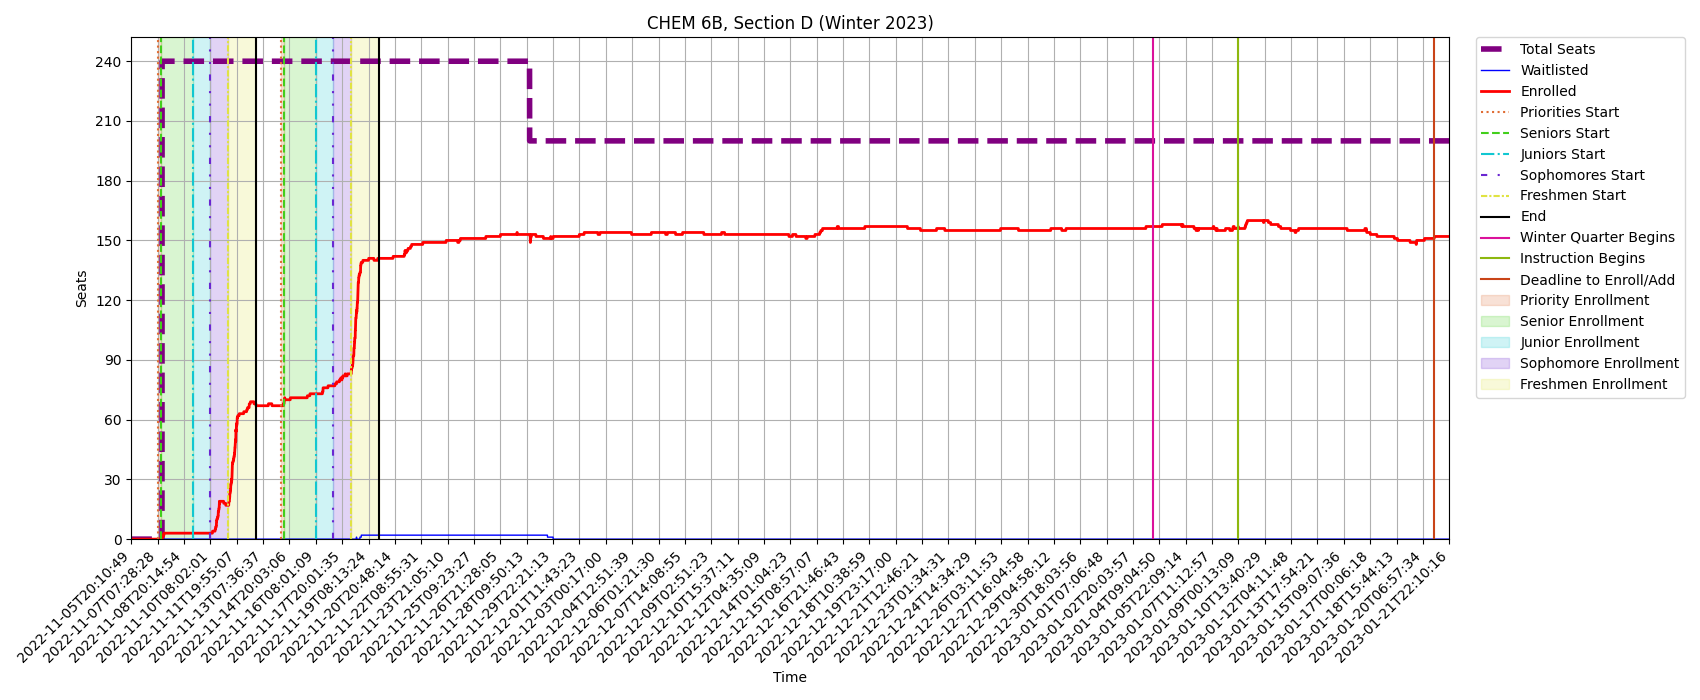 CHEM 6B, Section D (Winter 2023)
Seats
240
210
180
150
120
90
60
30
0
2022-11-05T20:10:49
2022-11-07T07:28:28
2022-11-08T20:14:54
2022-11-10T08:02:01
2022-11-11T19:55:07
2022-11-13T07:36:37
2022-11-14T20:03:06
2022-11-16T08:01:09
2022-11-17T20:01:35
2022-11-19T08:13:24
2022-11-20T20:48:14
2022-11-22T08:55:31
2022-11-23T21:05:10
2022-11-25T09:23:27
2022-11-26T21:28:05
2022-11-28T09:50:13
2022-11-29T22:21:13
2022-12-01T11:43:23
2022-12-03T00:17:00
2022-12-04T12:51:39
2022-12-06T01:21:30
2022-12-07T14:08:55
2022-12-09T02:51:23
2022-12-10T15:37:11
2022-12-12T04:35:09
2022-12-14T01:04:23
2022-12-15T08:57:07
2022-12-16T21:46:43
2022-12-18T10:38:59
2022-12-19T23:17:00
2022-12-21T12:46:21
2022-12-23T01:34:31
2022-12-24T14:34:29
2022-12-26T03:11:53
2022-12-27T16:04:58
2022-12-29T04:58:12
2022-12-30T18:03:56
2023-01-01T07:06:48
2023-01-02T20:03:57
2023-01-04T09:04:50
2023-01-05T22:09:14
2023-01-07T11:12:57
2023-01-09T00:13:09
2023-01-10T13:40:29
2023-01-12T04:11:48
2023-01-13T17:54:21
2023-01-15T09:07:36
2023-01-17T00:06:18
2023-01-18T15:44:13
2023-01-20T06:57:34
2023-01-21T22:10:16
Time
Total Seats
Waitlisted
Enrolled
Priorities Start
Seniors Start
Juniors Start
Sophomores Start
Freshmen Start
End
Winter Quarter Begins
Instruction Begins
Deadline to Enroll/Add
Priority Enrollment
Senior Enrollment
Junior Enrollment
Sophomore Enrollment
Freshmen Enrollment